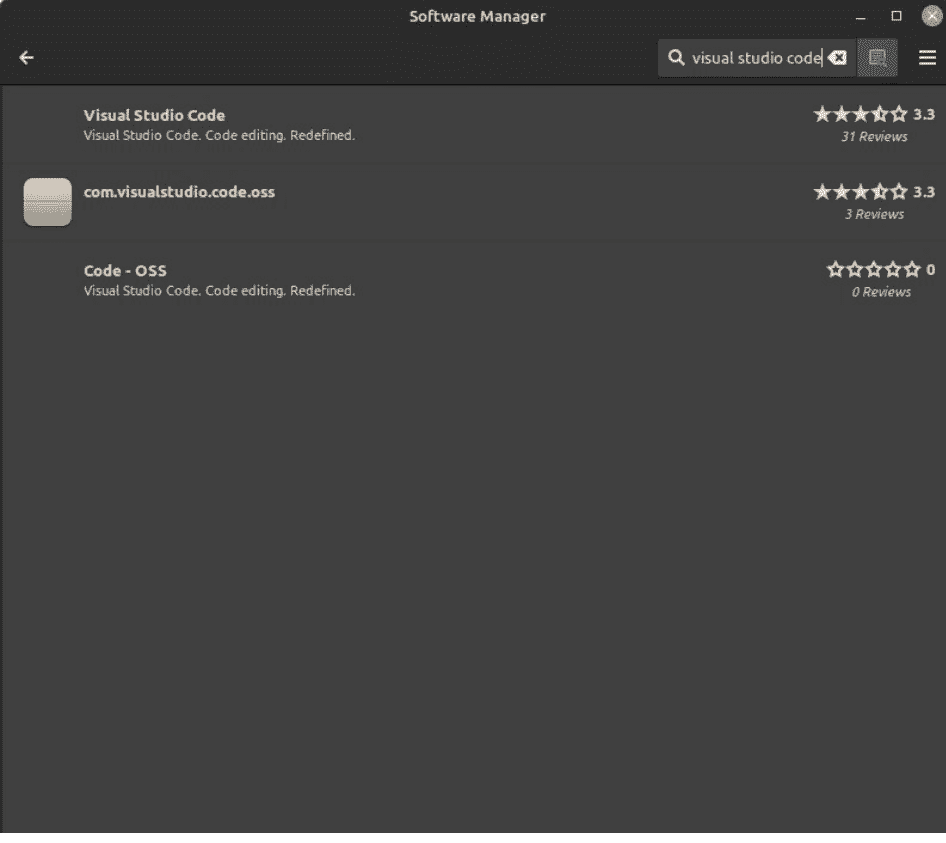 Software Manager
visual studio code
Visual Studio Code
3.3
Visual Studio Code. Code editing. Redefined.
31 Reviews
com.visualstudio.code.oss
3.3
3 Reviews
Code - OSS
0
Visual Studio Code. Code editing. Redefined.
0 Reviews